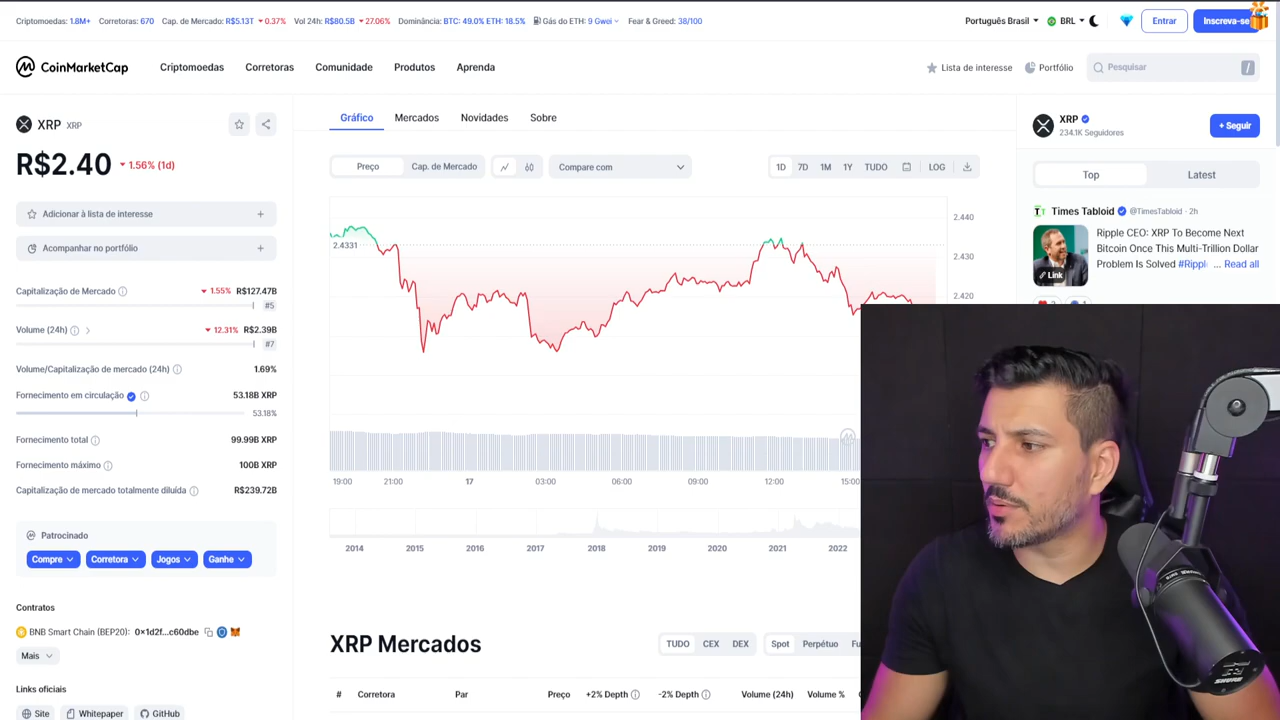 Criptomoedas: 1.8M+ Corretoras: 670 Cap. de Mercado: R$5.13T 0.37% Vol 24h: R$80.5B 27.06% Dominância: BTC: 49.0% ETH: 18.5% Gás do ETH: 9 Gwei Fear & Greed: 38/100 Português Brasil BRL Entrar Inscreva-se
CoinMarketCap Criptomoedas Corretoras Comunidade Produtos Aprenda Lista de interesse Portfólio Pesquisar /
XRP XRP
R$2.40 1.56% (1d)
Adicionar à lista de interesse +
Acompanhar no portfólio +
Capitalização de Mercado 1.55% R$127.47B
#5
Volume (24h) 12.31% R$2.39B
#7
Volume/Capitalização de mercado (24h) 1.69%
Fornecimento em circulação 53.18B XRP
53.18%
Fornecimento total 99.99B XRP
Fornecimento máximo 100B XRP
Capitalização de mercado totalmente diluída R$239.72B
Patrocinado
Compre Corretora Jogos Ganhe
Contratos
BNB Smart Chain (BEP20): 0x1d2f...c60dbe
Mais
Links oficiais
Site Whitepaper GitHub
Gráfico Mercados Novidades Sobre
Preço Cap. de Mercado Compare com 1D 7D 1M 1Y TUDO LOG
2.440
2.4331
2.430
2.420
19:00 21:00 17 03:00 06:00 09:00 12:00 15:00
2014 2015 2016 2017 2018 2019 2020 2021 2022
XRP Mercados TUDO CEX DEX Spot Perpétuo Fu
# Corretora Par Preço +2% Depth -2% Depth Volume (24h) Volume %
XRP
234.1K Seguidores
+ Seguir
Top Latest
Times Tabloid @TimesTabloid · 2h
Ripple CEO: XRP To Become Next
Bitcoin Once This Multi-Trillion Dollar
Problem Is Solved #Rippl ... Read all
Link
SHURE